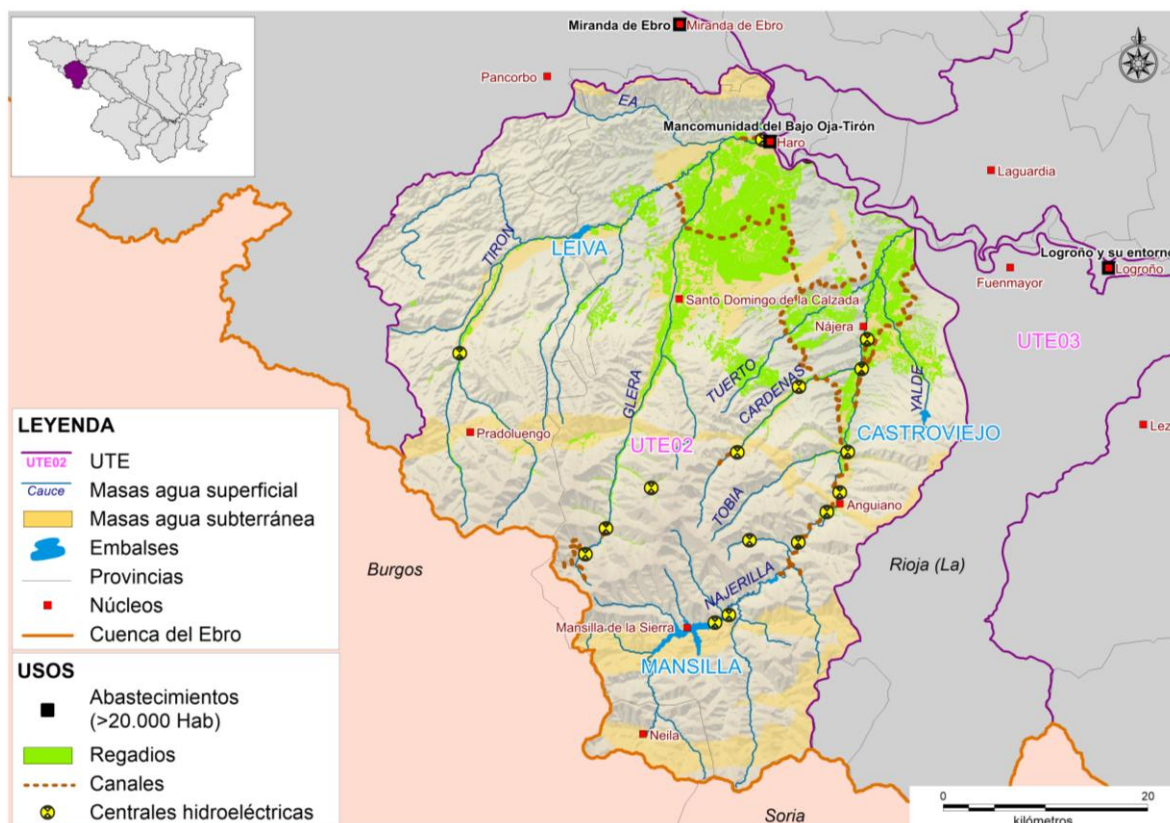 Miranda de Ebro
Miranda de Ebro
Pancorbo
EA
Mancomunidad del Bajo Oja-Tirón
Haro
Laguardia
TIRON
LEIVA
Logroño y su entorno
Logroño
Fuenmayor
Santo Domingo de la Calzada
Nájera
UTE03
TUERTO
GLERA
CARDENAS
YALDE
CASTROVIEJO
Lez
Pradoluengo
UTE02
TOBIA
Anguiano
Burgos
Rioja (La)
NAJERILLA
Mansilla de la Sierra
MANSILLA
Neila
Soria
LEYENDA
UTE02 UTE
Cauce Masas agua superficial
Masas agua subterránea
Embalses
Provincias
Núcleos
Cuenca del Ebro
USOS
Abastecimientos
(>20.000 Hab)
Regadios
Canales
Centrales hidroeléctricas
0 20
kilómetros